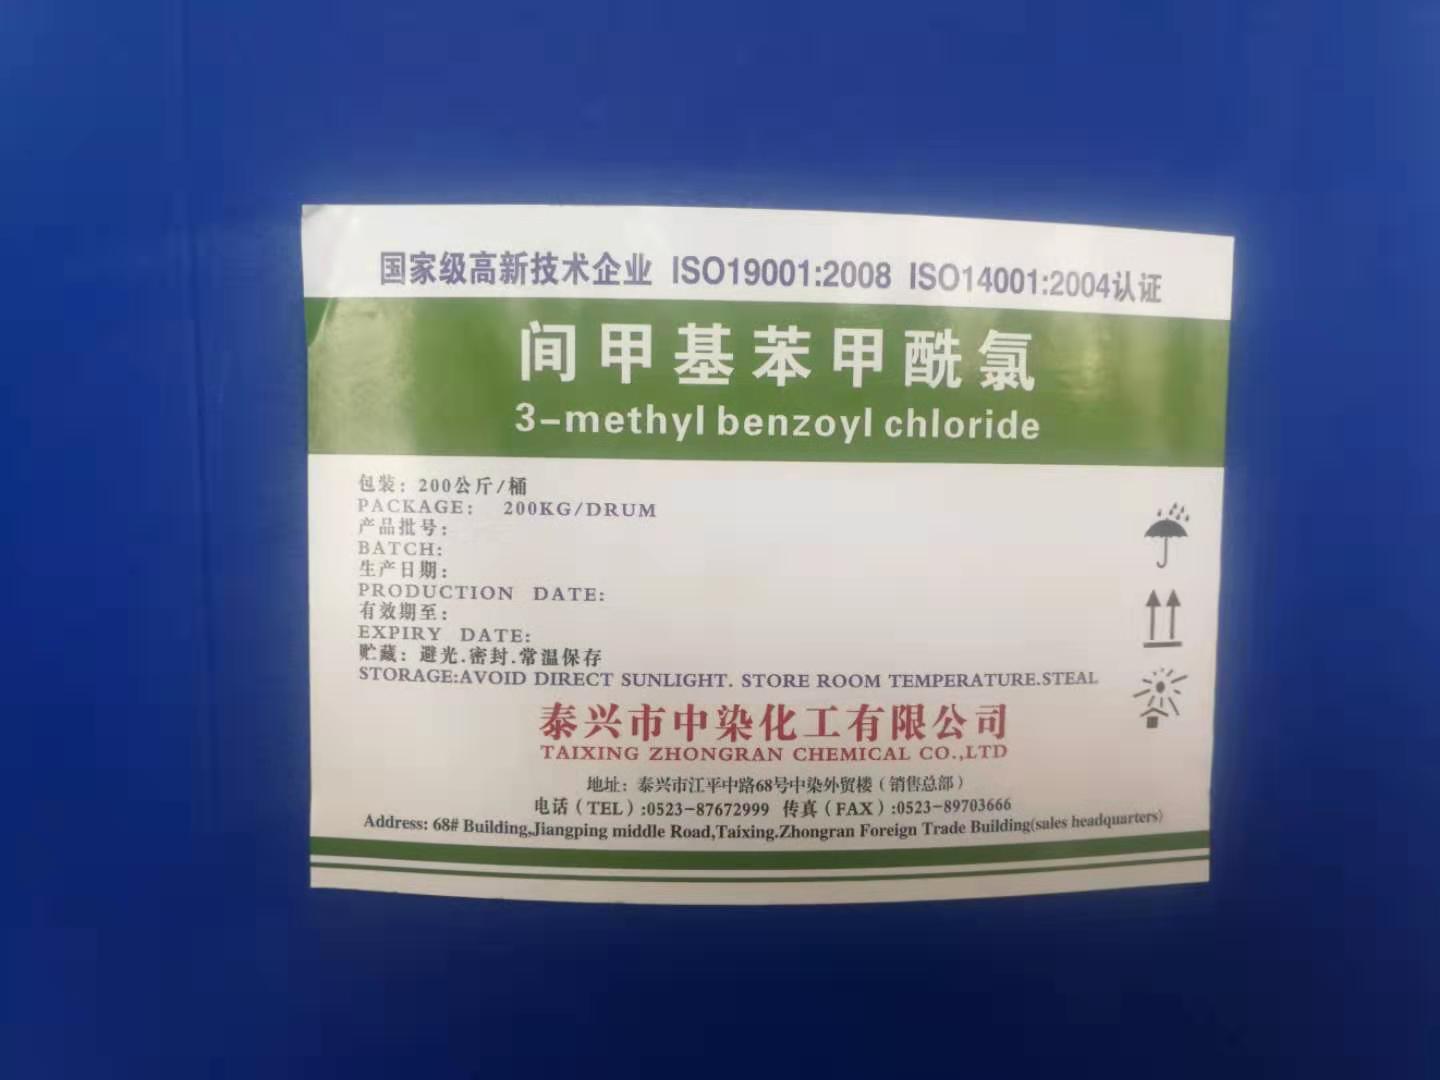 国家级高新技术企业 ISO19001:2008 ISO14001:2004认证
间甲基苯甲酰氯
3-methyl benzoyl chloride
包装: 200公斤/桶
PACKAGE: 200KG/DRUM
产品批号:
BATCH:
生产日期:
PRODUCTION DATE:
有效期至:
EXPIRY DATE:
贮藏: 避光.密封.常温保存
STORAGE:AVOID DIRECT SUNLIGHT. STORE ROOM TEMPERATURE.STEAL
泰兴市中染化工有限公司
TAIXING ZHONGRAN CHEMICAL CO.,LTD
地址: 泰兴市江平中路68号中染外贸楼(销售总部)
电话(TEL):0523-87672999 传真(FAX):0523-89703666
Address: 68# Building,Jiangping middle Road,Taixing.Zhongran Foreign Trade Building(sales headquarters)